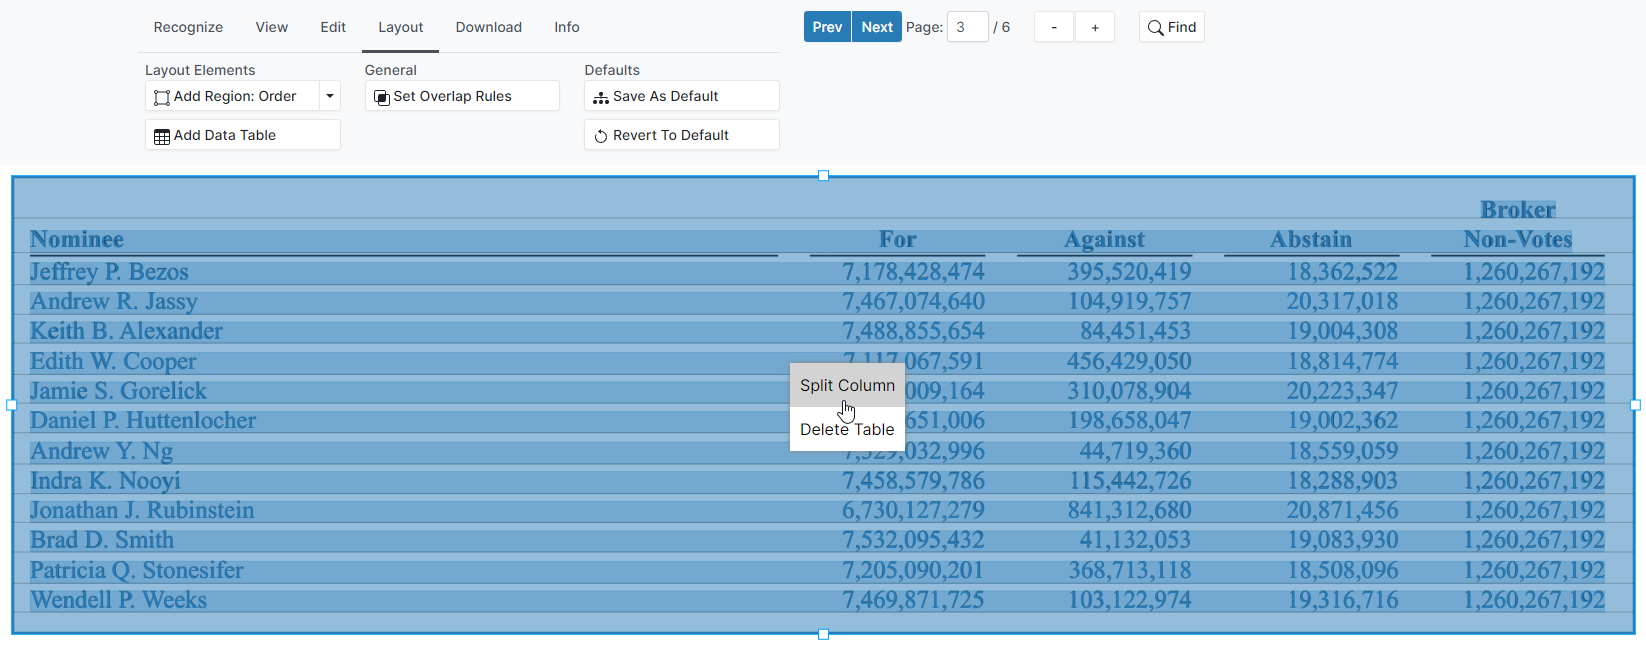 Recognize View Edit Layout Download Info Prev Next Page: 3 / 6 - + Find
Layout Elements General Defaults
Add Region: Order Set Overlap Rules Save As Default
Add Data Table Revert To Default
Broker
Nominee For Against Abstain Non-Votes
Jeffrey P. Bezos 7,178,428,474 395,520,419 18,362,522 1,260,267,192
Andrew R. Jassy 7,467,074,640 104,919,757 20,317,018 1,260,267,192
Keith B. Alexander 7,488,855,654 84,451,453 19,004,308 1,260,267,192
Edith W. Cooper 7,117,067,591 456,429,050 18,814,774 1,260,267,192
Split Column
Jamie S. Gorelick 009,164 310,078,904 20,223,347 1,260,267,192
Daniel P. Huttenlocher 651,006 198,658,047 19,002,362 1,260,267,192
Delete Table
Andrew Y. Ng 7,529,032,996 44,719,360 18,559,059 1,260,267,192
Indra K. Nooyi 7,458,579,786 115,442,726 18,288,903 1,260,267,192
Jonathan J. Rubinstein 6,730,127,279 841,312,680 20,871,456 1,260,267,192
Brad D. Smith 7,532,095,432 41,132,053 19,083,930 1,260,267,192
Patricia Q. Stonesifer 7,205,090,201 368,713,118 18,508,096 1,260,267,192
Wendell P. Weeks 7,469,871,725 103,122,974 19,316,716 1,260,267,192